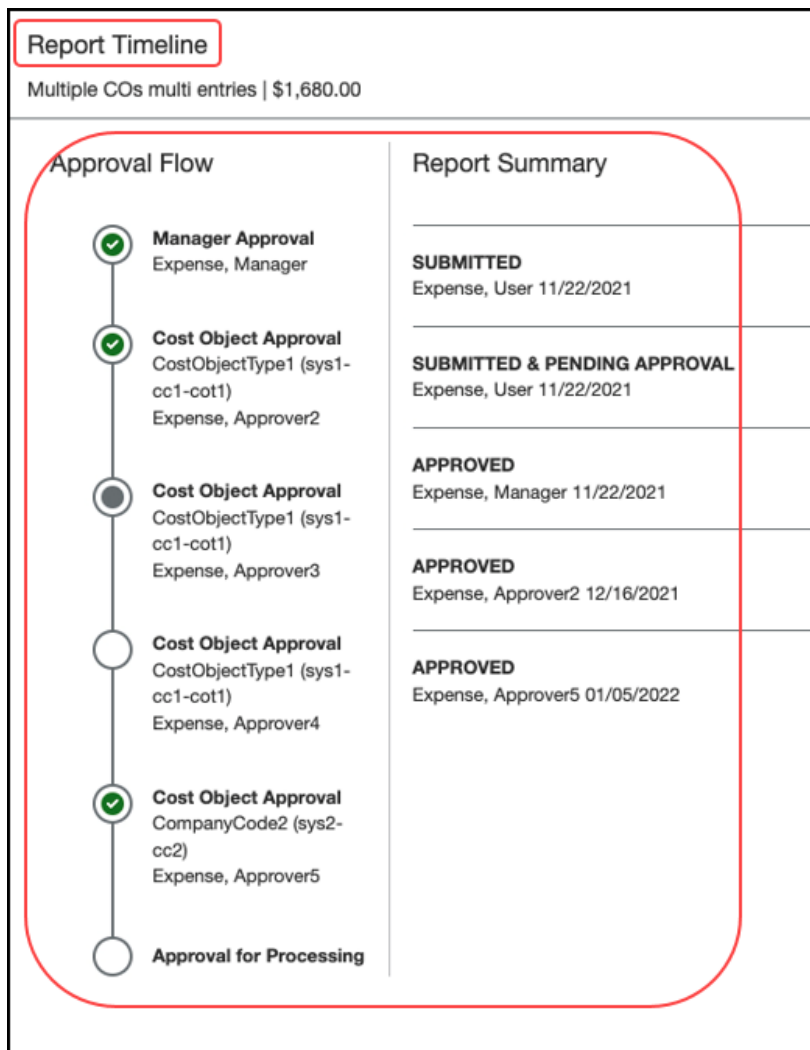 Report Timeline
Multiple COs multi entries | $1,680.00
Approval Flow
Manager Approval
Expense, Manager
Cost Object Approval
CostObjectType1 (sys1-
cc1-cot1)
Expense, Approver2
Cost Object Approval
CostObjectType1 (sys1-
cc1-cot1)
Expense, Approver3
Cost Object Approval
CostObjectType1 (sys1-
cc1-cot1)
Expense, Approver4
Cost Object Approval
CompanyCode2 (sys2-
cc2)
Expense, Approver5
Approval for Processing
Report Summary
SUBMITTED
Expense, User 11/22/2021
SUBMITTED & PENDING APPROVAL
Expense, User 11/22/2021
APPROVED
Expense, Manager 11/22/2021
APPROVED
Expense, Approver2 12/16/2021
APPROVED
Expense, Approver5 01/05/2022